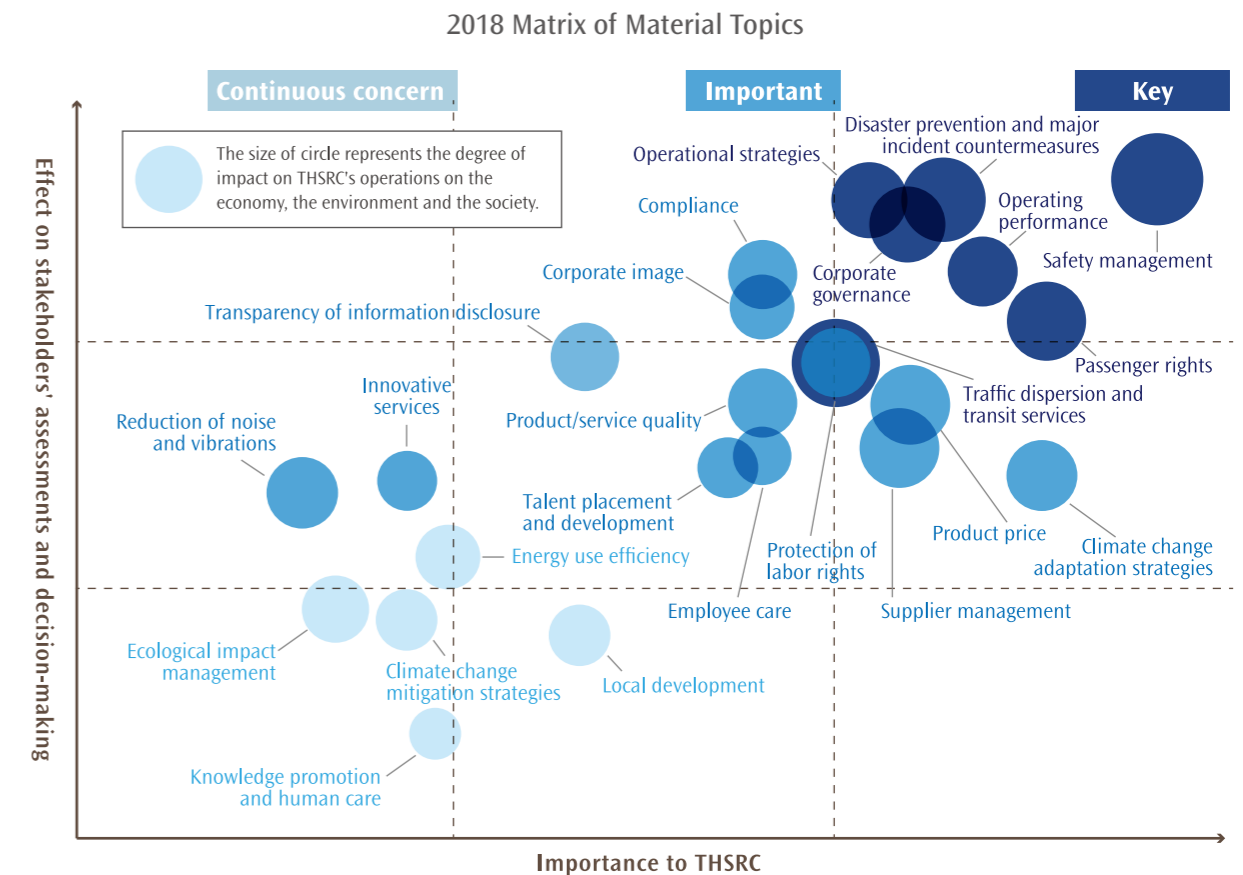 2018 Matrix of Material Topics
Continuous concern
Important
Key
The size of circle represents the degree of
impact on THSRC's operations on the
economy, the environment and the society.
Effect on stakeholders' assessments and decision-making
Operational strategies
Disaster prevention and major
incident countermeasures
Compliance
Operating
performance
Safety management
Corporate image
Corporate
governance
Transparency of information disclosure
Passenger rights
Innovative
services
Traffic dispersion and
transit services
Reduction of noise
and vibrations
Product/service quality
Talent placement
and development
Product price
Climate change
adaptation strategies
Protection of
labor rights
Energy use efficiency
Employee care
Supplier management
Ecological impact
management
Climate change
mitigation strategies
Local development
Knowledge promotion
and human care
Importance to THSRC